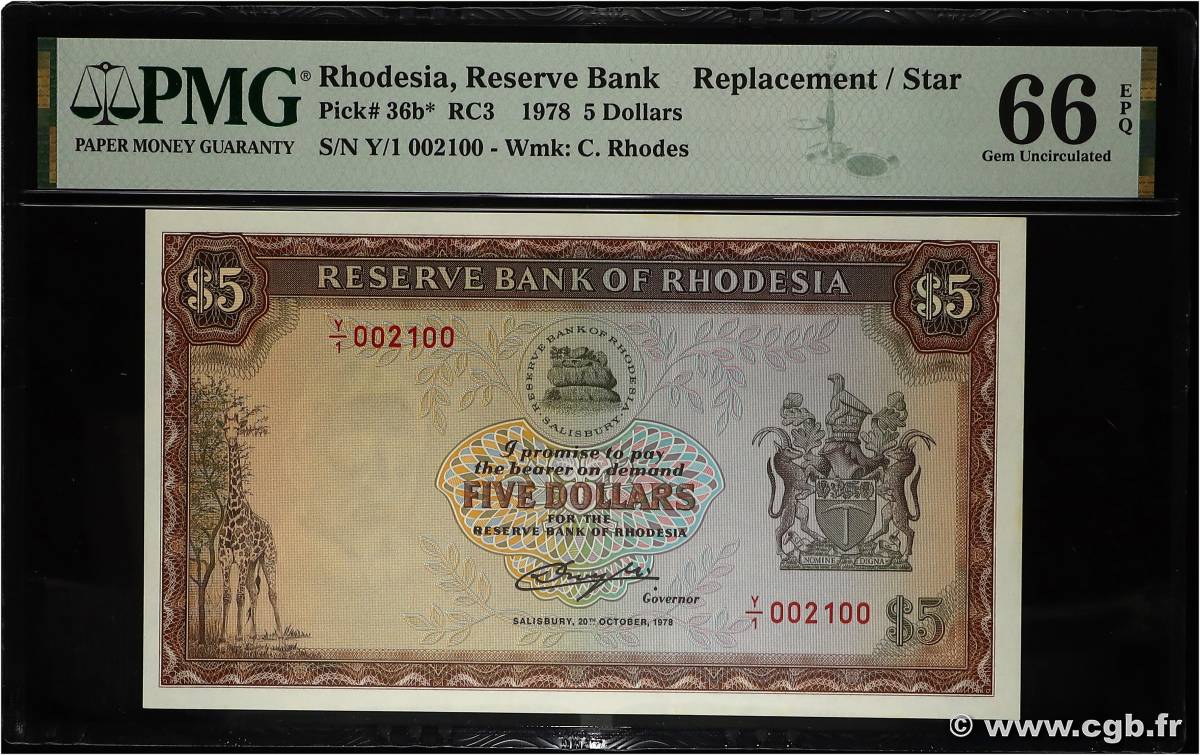 PMG® Rhodesia, Reserve Bank Replacement / Star
Pick# 36b* RC3 1978 5 Dollars
PAPER MONEY GUARANTY S/N Y/1 002100 - Wmk: C. Rhodes
66 EPQ
Gem Uncirculated
$5 RESERVE BANK OF RHODESIA $5
Y/1 002100
RESERVE BANK OF RHODESIA
SALISBURY
I promise to pay
the bearer on demand
FIVE DOLLARS
FOR THE
RESERVE BANK OF RHODESIA
NOMINE DIGNA
Governor
Y/1 002100 $5
SALISBURY, 20TH OCTOBER, 1978
© www.cgb.fr